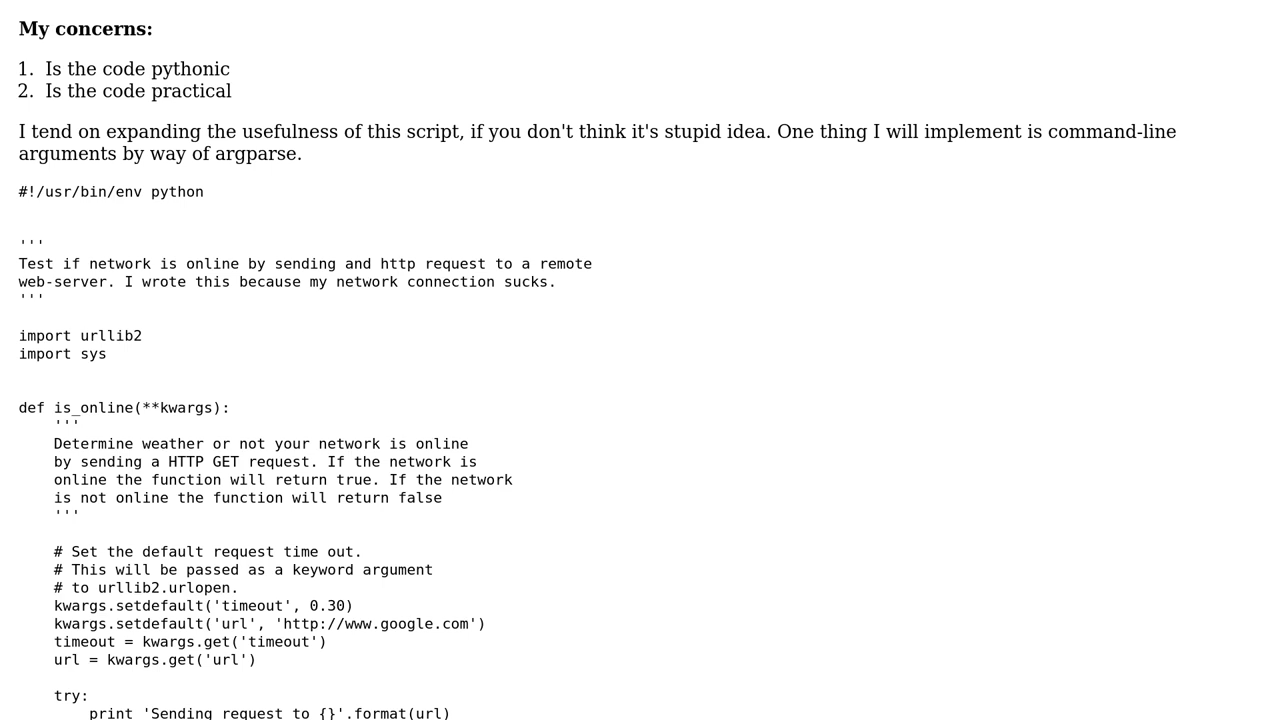 My concerns:
1. Is the code pythonic
2. Is the code practical
I tend on expanding the usefulness of this script, if you don't think it's stupid idea. One thing I will implement is command-line
arguments by way of argparse.
#!/usr/bin/env python
'''
Test if network is online by sending and http request to a remote
web-server. I wrote this because my network connection sucks.
'''
import urllib2
import sys
def is_online(**kwargs):
    '''
    Determine weather or not your network is online
    by sending a HTTP GET request. If the network is
    online the function will return true. If the network
    is not online the function will return false
    '''
    # Set the default request time out.
    # This will be passed as a keyword argument
    # to urllib2.urlopen.
    kwargs.setdefault('timeout', 0.30)
    kwargs.setdefault('url', 'http://www.google.com')
    timeout = kwargs.get('timeout')
    url = kwargs.get('url')
    try:
        print 'Sending request to {}'.format(url)